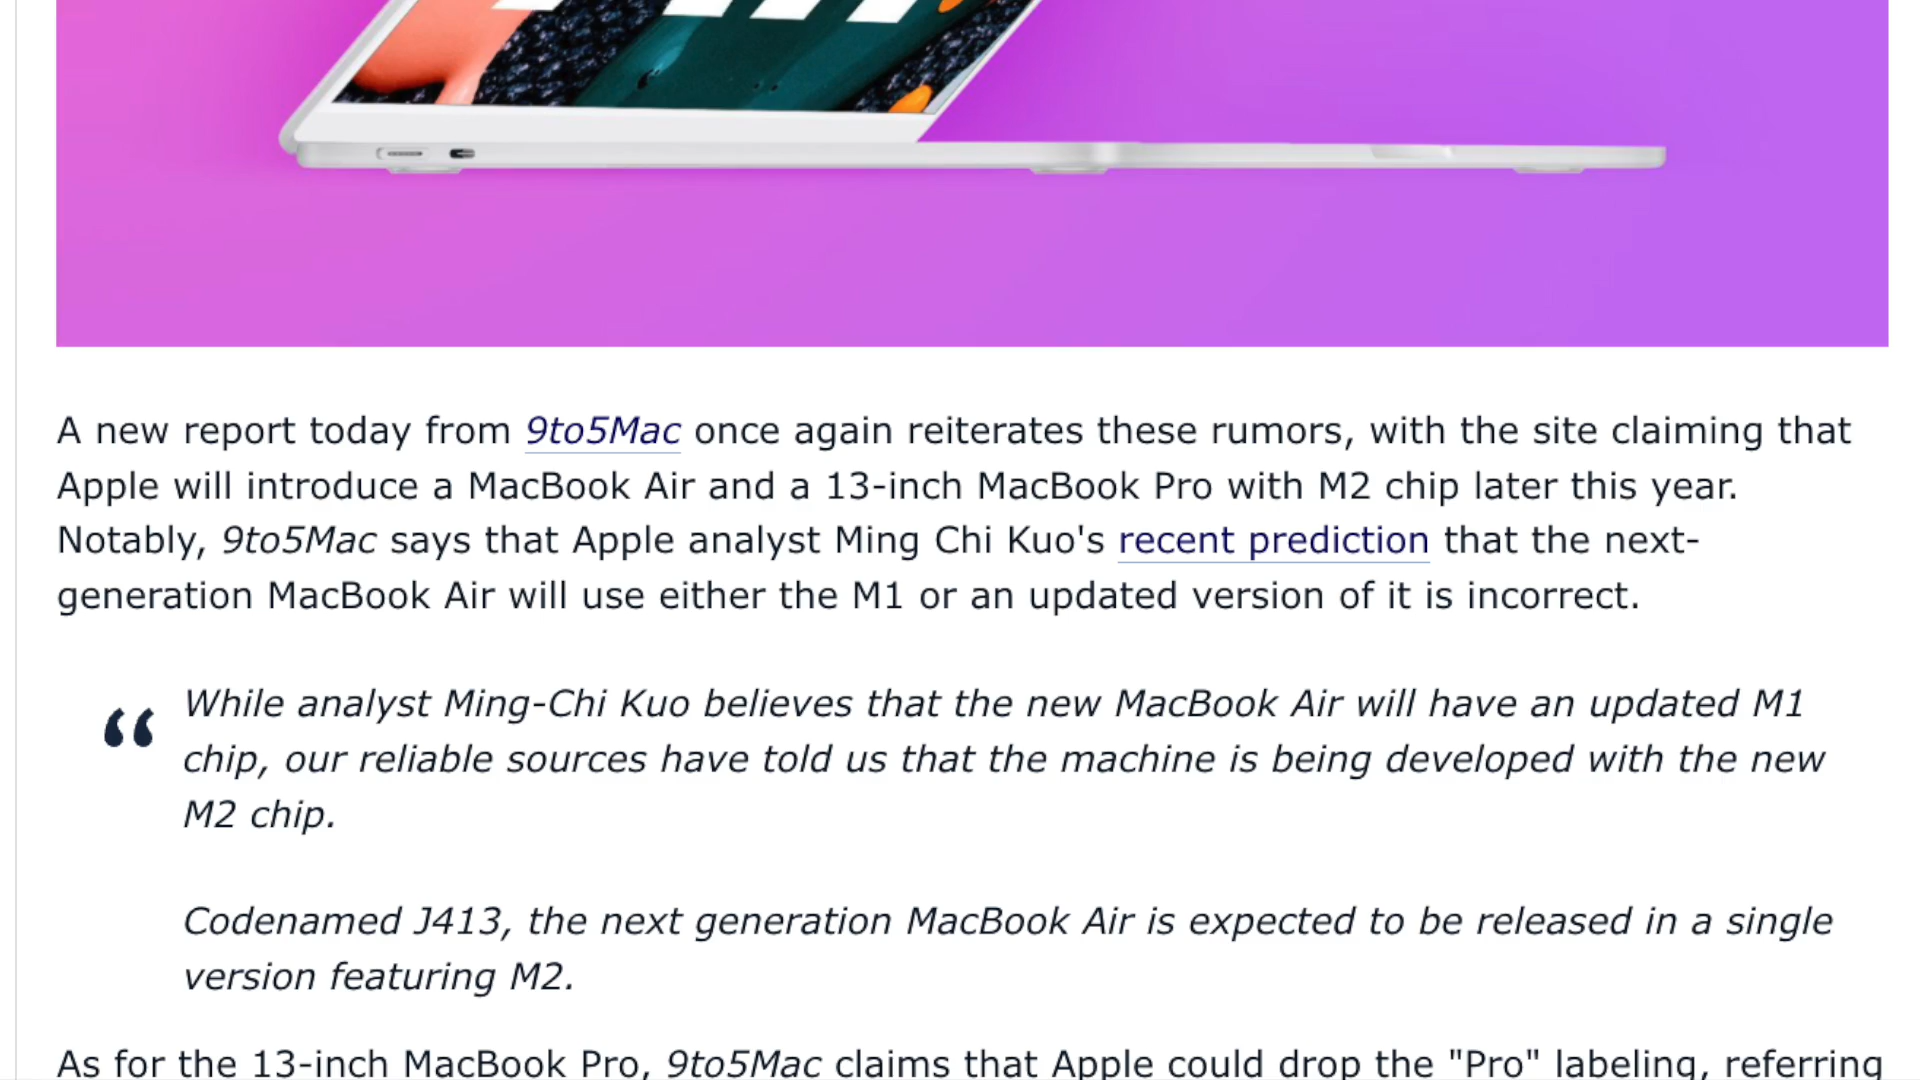 A new report today from 9to5Mac once again reiterates these rumors, with the site claiming that
Apple will introduce a MacBook Air and a 13-inch MacBook Pro with M2 chip later this year.
Notably, 9to5Mac says that Apple analyst Ming Chi Kuo's recent prediction that the next-
generation MacBook Air will use either the M1 or an updated version of it is incorrect.
“ While analyst Ming-Chi Kuo believes that the new MacBook Air will have an updated M1
chip, our reliable sources have told us that the machine is being developed with the new
M2 chip.
Codenamed J413, the next generation MacBook Air is expected to be released in a single
version featuring M2.
As for the 13-inch MacBook Pro, 9to5Mac claims that Apple could drop the "Pro" labeling, referring